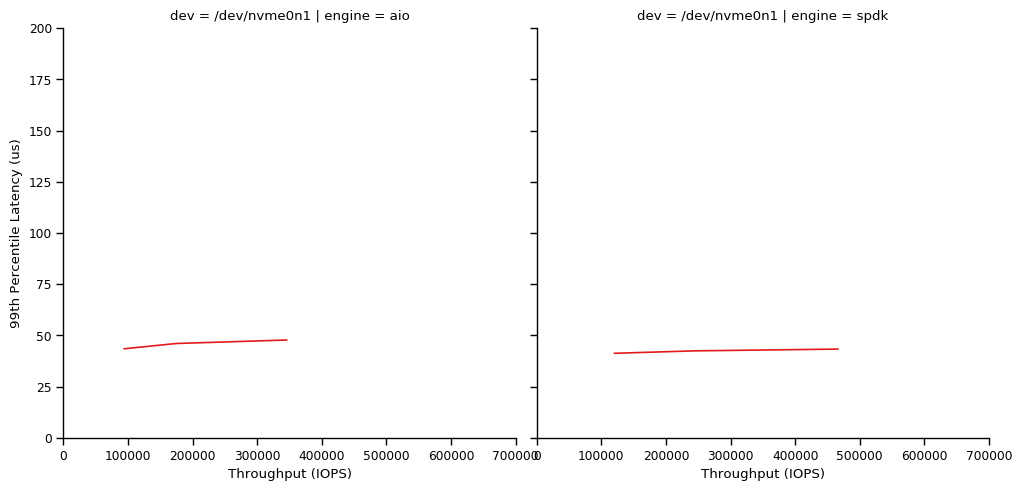 dev = /dev/nvme0n1 | engine = aio
dev = /dev/nvme0n1 | engine = spdk
99th Percentile Latency (us)
200
175
150
125
100
75
50
25
0
0 100000 200000 300000 400000 500000 600000 700000
0 100000 200000 300000 400000 500000 600000 700000
Throughput (IOPS)
Throughput (IOPS)